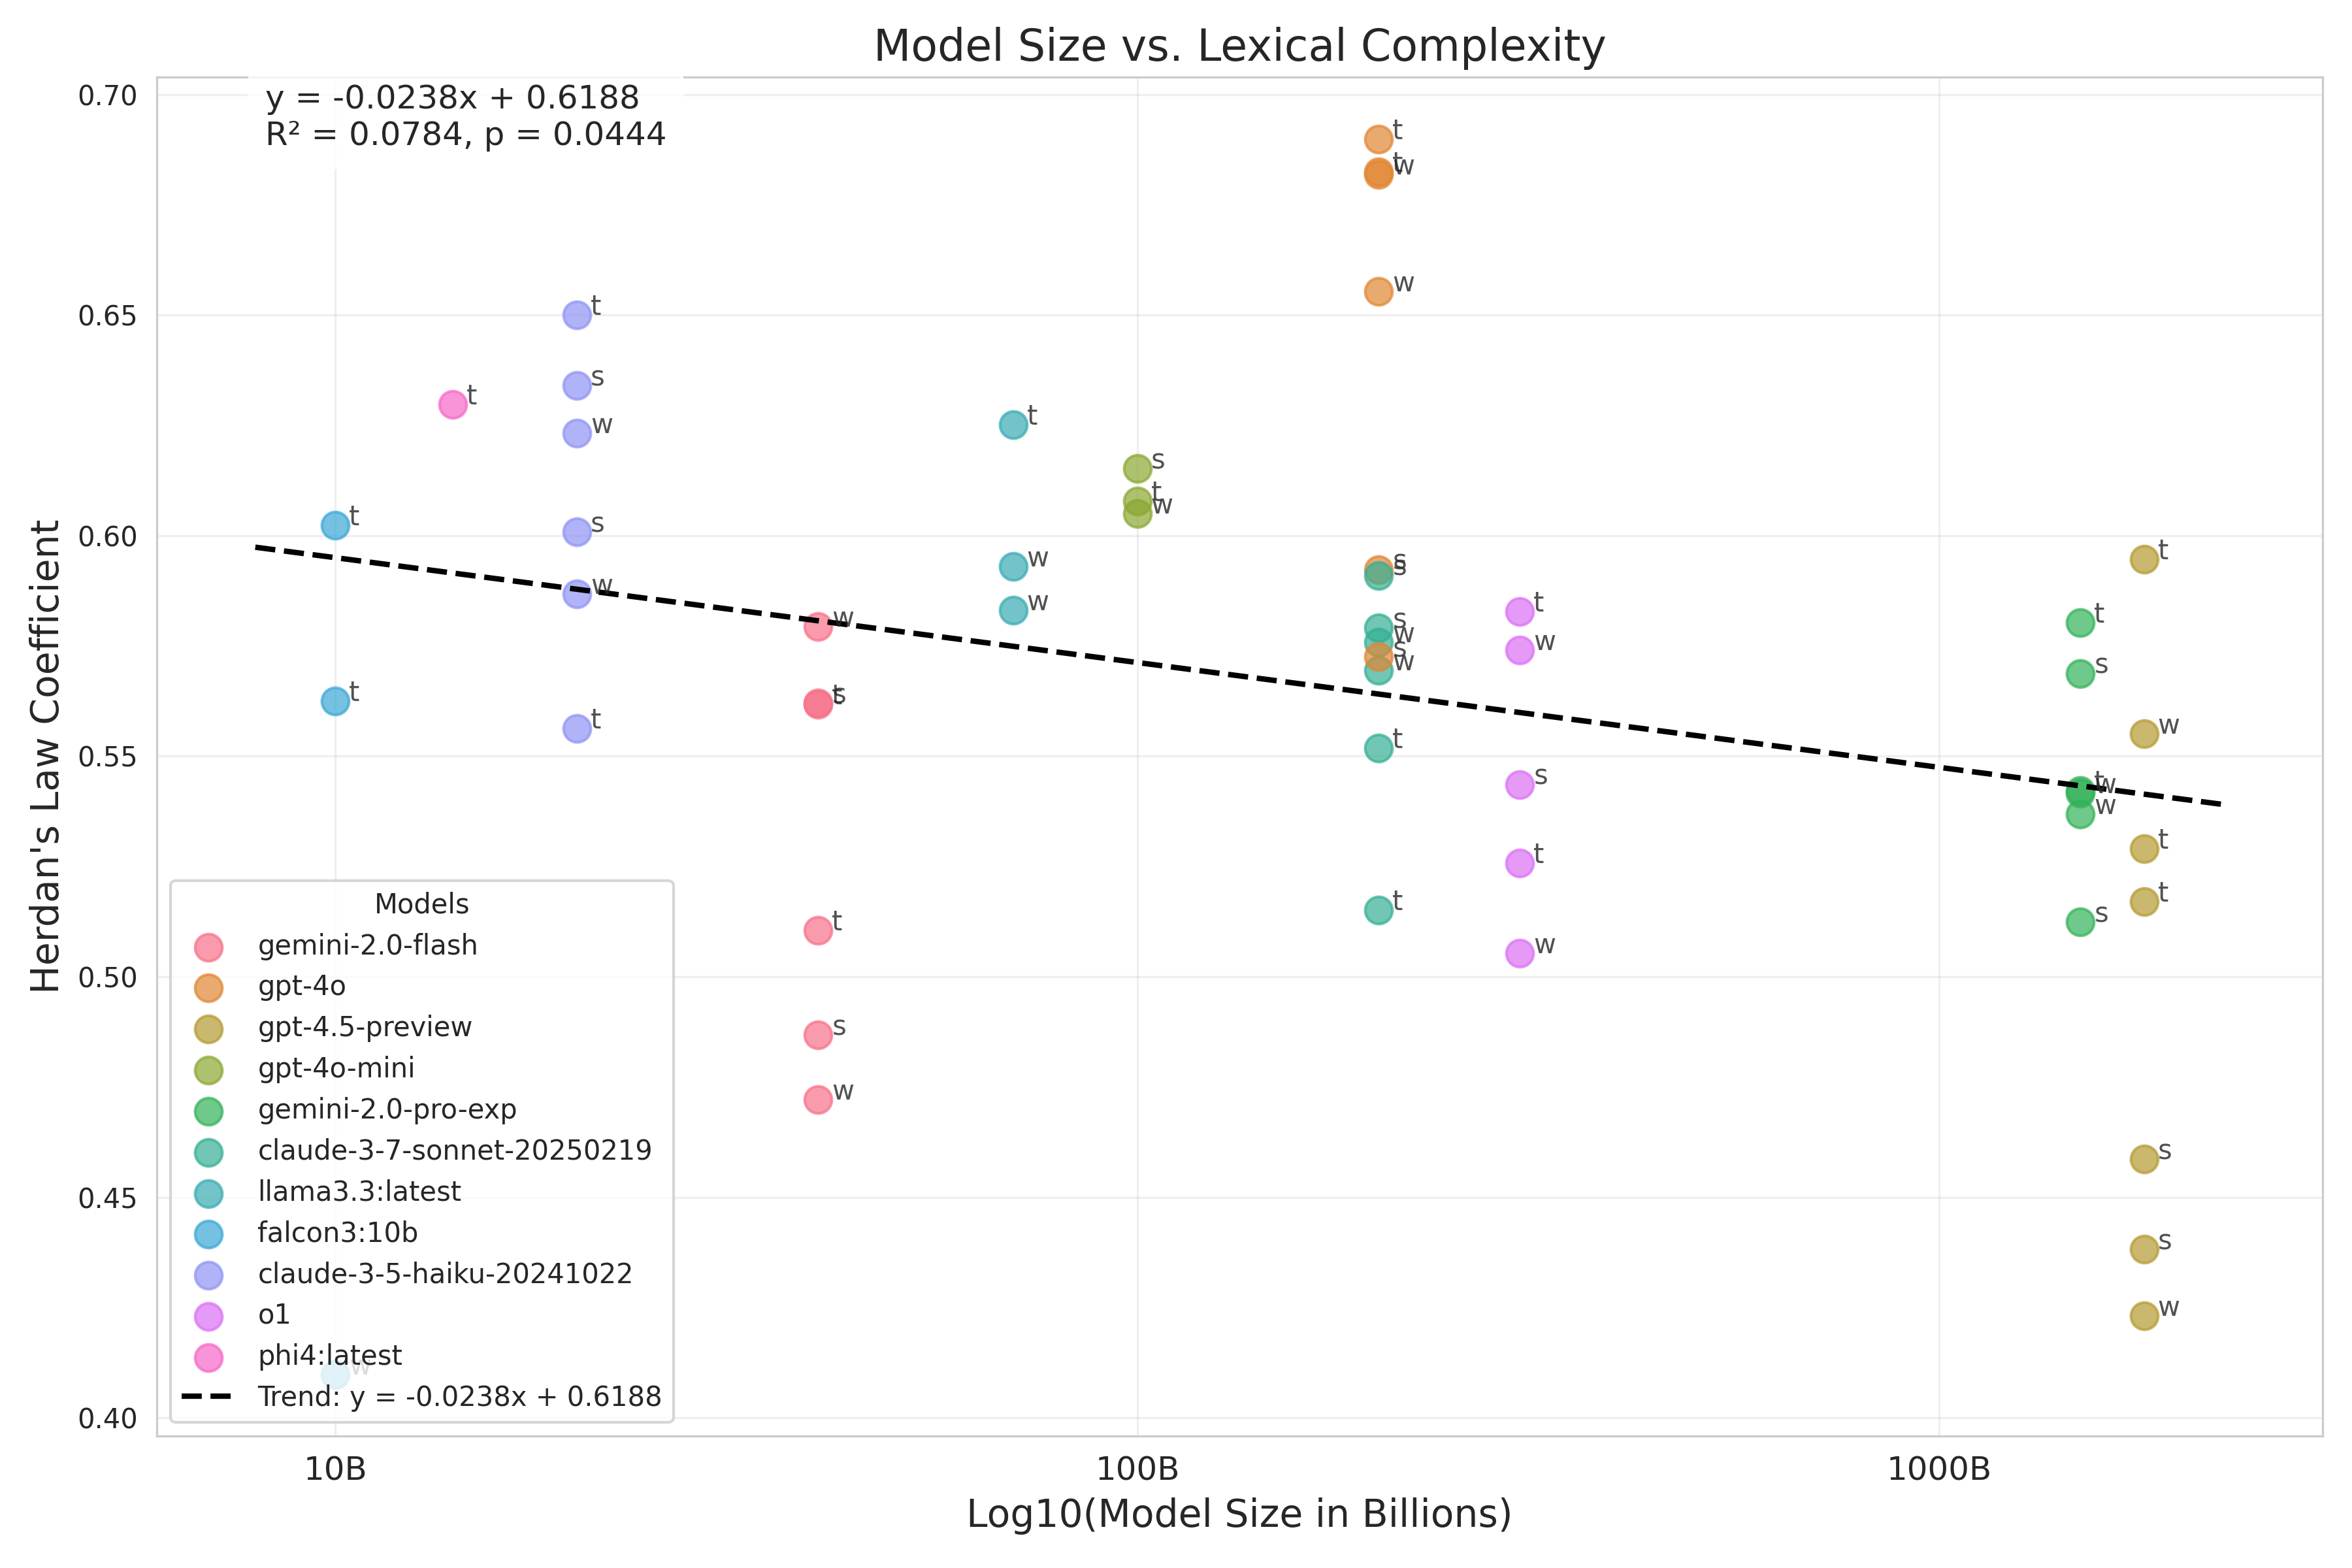 Model Size vs. Lexical Complexity
y = -0.0238x + 0.6188
R² = 0.0784, p = 0.0444
Herdan's Law Coefficient
0.70
0.65
0.60
0.55
0.50
0.45
0.40
t
t
w
w
t
s
w
s
w
t
t
t
t
w
t
w
w
s
t
w
s
t
w
w
t
s
t
w
s
s
s
w
s
w
t
t
t
w
s
t
w
t
s
t
w
w
s
t
w
t
t
s
s
w
Models
gemini-2.0-flash
gpt-4o
gpt-4.5-preview
gpt-4o-mini
gemini-2.0-pro-exp
claude-3-7-sonnet-20250219
llama3.3:latest
falcon3:10b
claude-3-5-haiku-20241022
o1
phi4:latest
Trend: y = -0.0238x + 0.6188
10B
100B
1000B
Log10(Model Size in Billions)